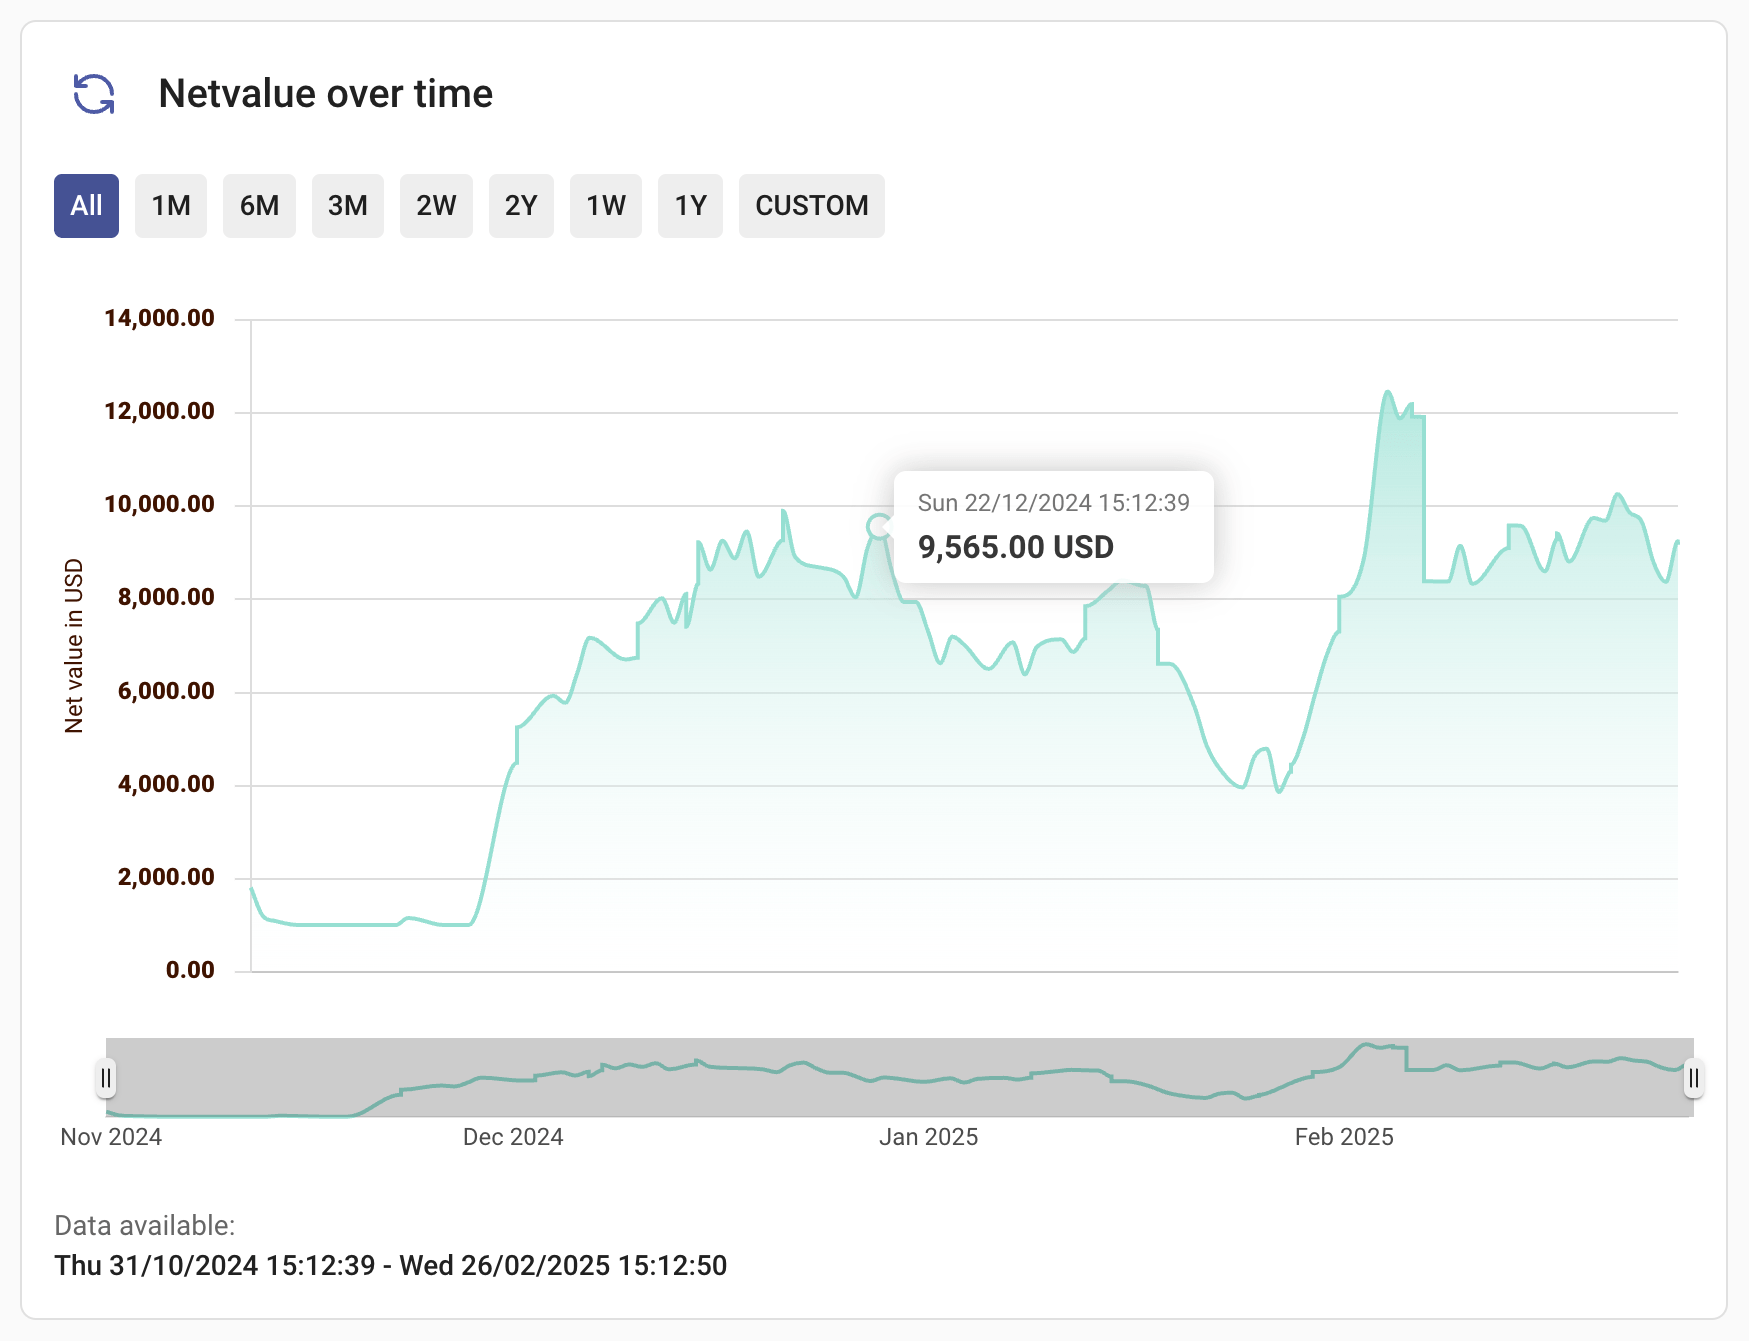 Netvalue over time
All 1M 6M 3M 2W 2Y 1W 1Y CUSTOM
14,000.00
12,000.00
10,000.00
8,000.00
6,000.00
4,000.00
2,000.00
0.00
Net value in USD
Sun 22/12/2024 15:12:39
9,565.00 USD
Nov 2024 Dec 2024 Jan 2025 Feb 2025
Data available:
Thu 31/10/2024 15:12:39 - Wed 26/02/2025 15:12:50